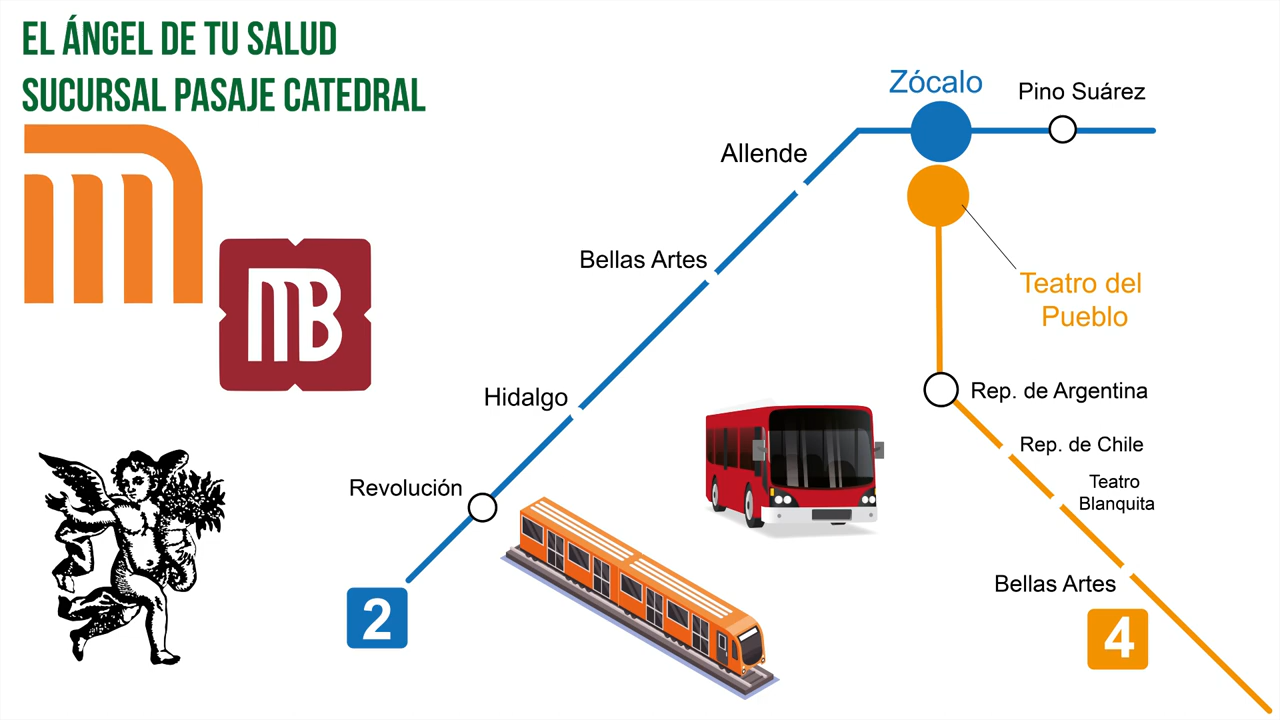 EL ÁNGEL DE TU SALUD
SUCURSAL PASAJE CATEDRAL
MB
Zócalo
Pino Suárez
Allende
Bellas Artes
Teatro del
Pueblo
Hidalgo
Rep. de Argentina
Rep. de Chile
Revolución
Teatro
Blanquita
Bellas Artes
2
4